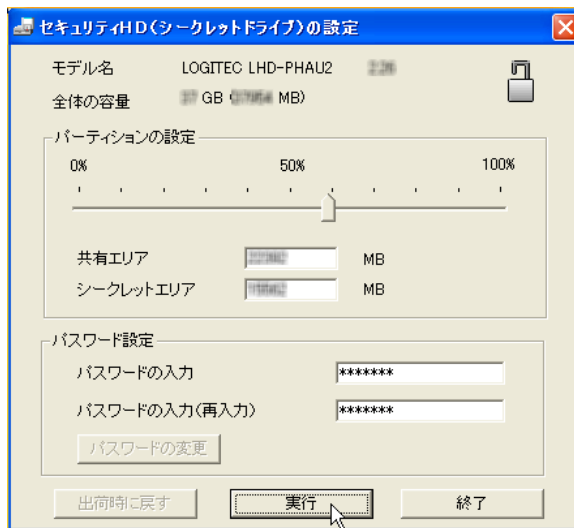 セキュリティHD(シークレットドライブ)の設定
モデル名 LOGITEC LHD-PHAU2
全体の容量 GB ( MB)
パーティションの設定
0% 50% 100%
共有エリア MB
シークレットエリア MB
パスワード設定
パスワードの入力 *******
パスワードの入力(再入力) *******
パスワードの変更
出荷時に戻す 実行 終了